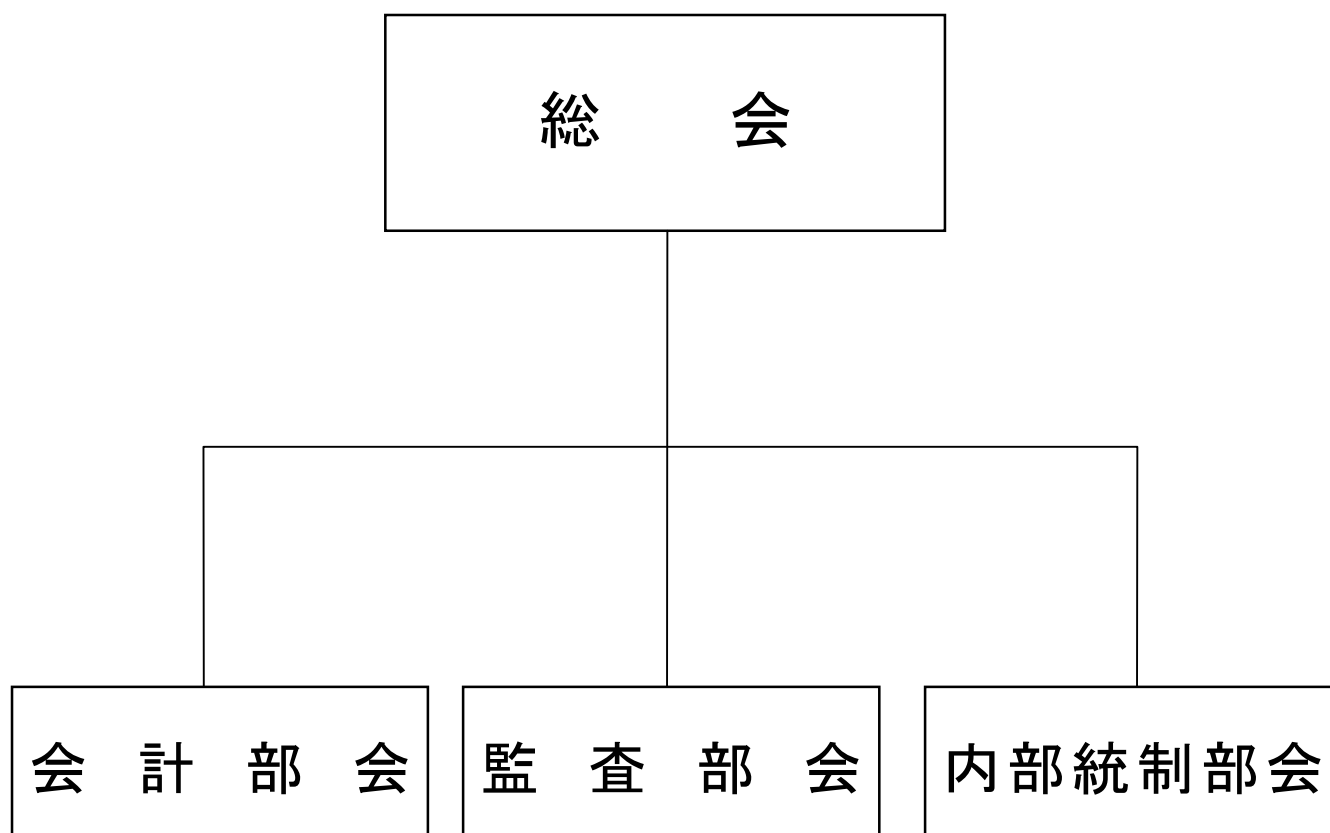 総　会
会　計　部　会
監　査　部　会
内部統制部会